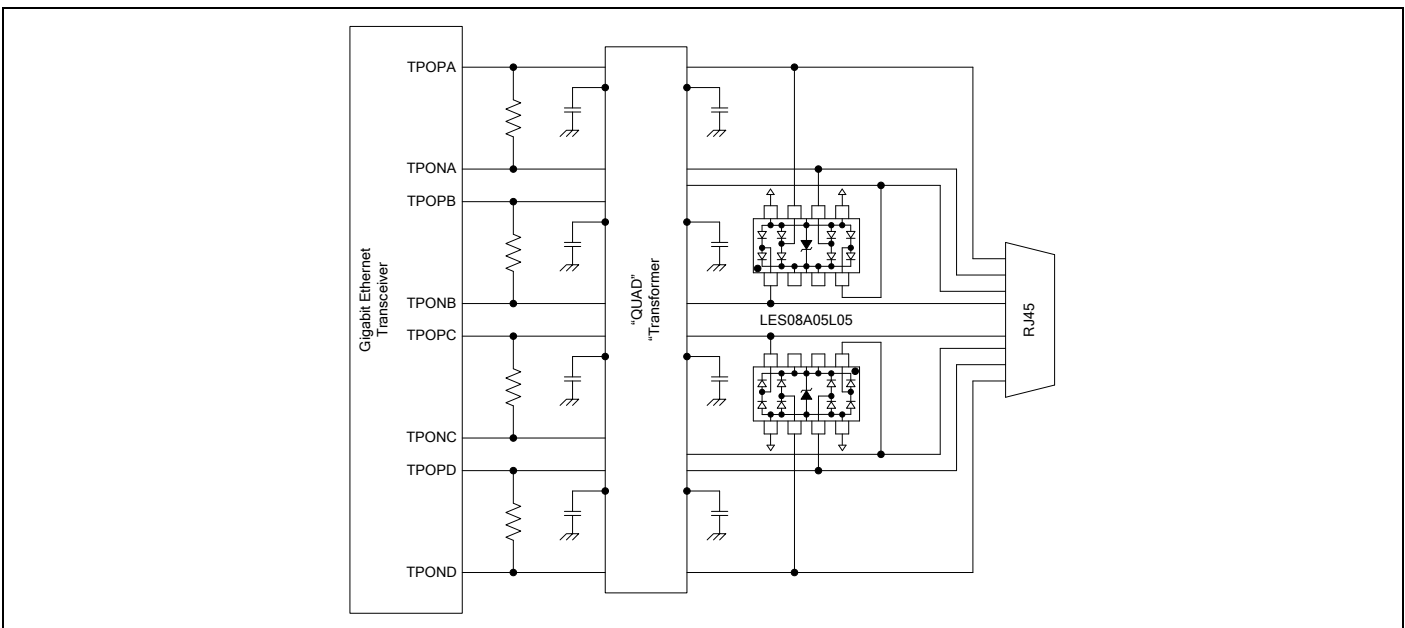 TPOPA
TPONA
TPOPB
TPONB
TPOPC
TPONC
TPOPD
TPOND
Gigabit Ethernet
Transceiver
“QUAD”
“Transformer
LES08A05L05
RJ45